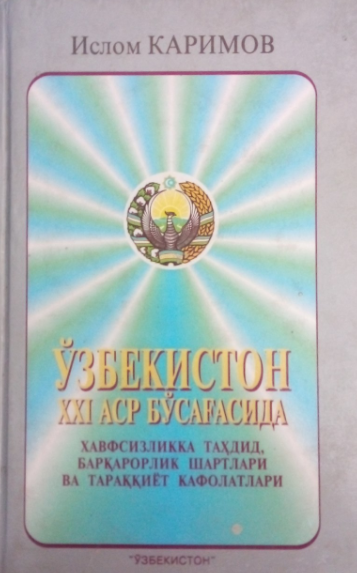 Ислом КАРИМОВ
ЎЗБЕКИСТОН
XXI АСР БЎСАҒАСИДА
ХАВФСИЗЛИККА ТАҲДИД,
БАРҚАРОРЛИК ШАРТЛАРИ
ВА ТАРАҚҚИЁТ КАФОЛАТЛАРИ
"ЎЗБЕКИСТОН"